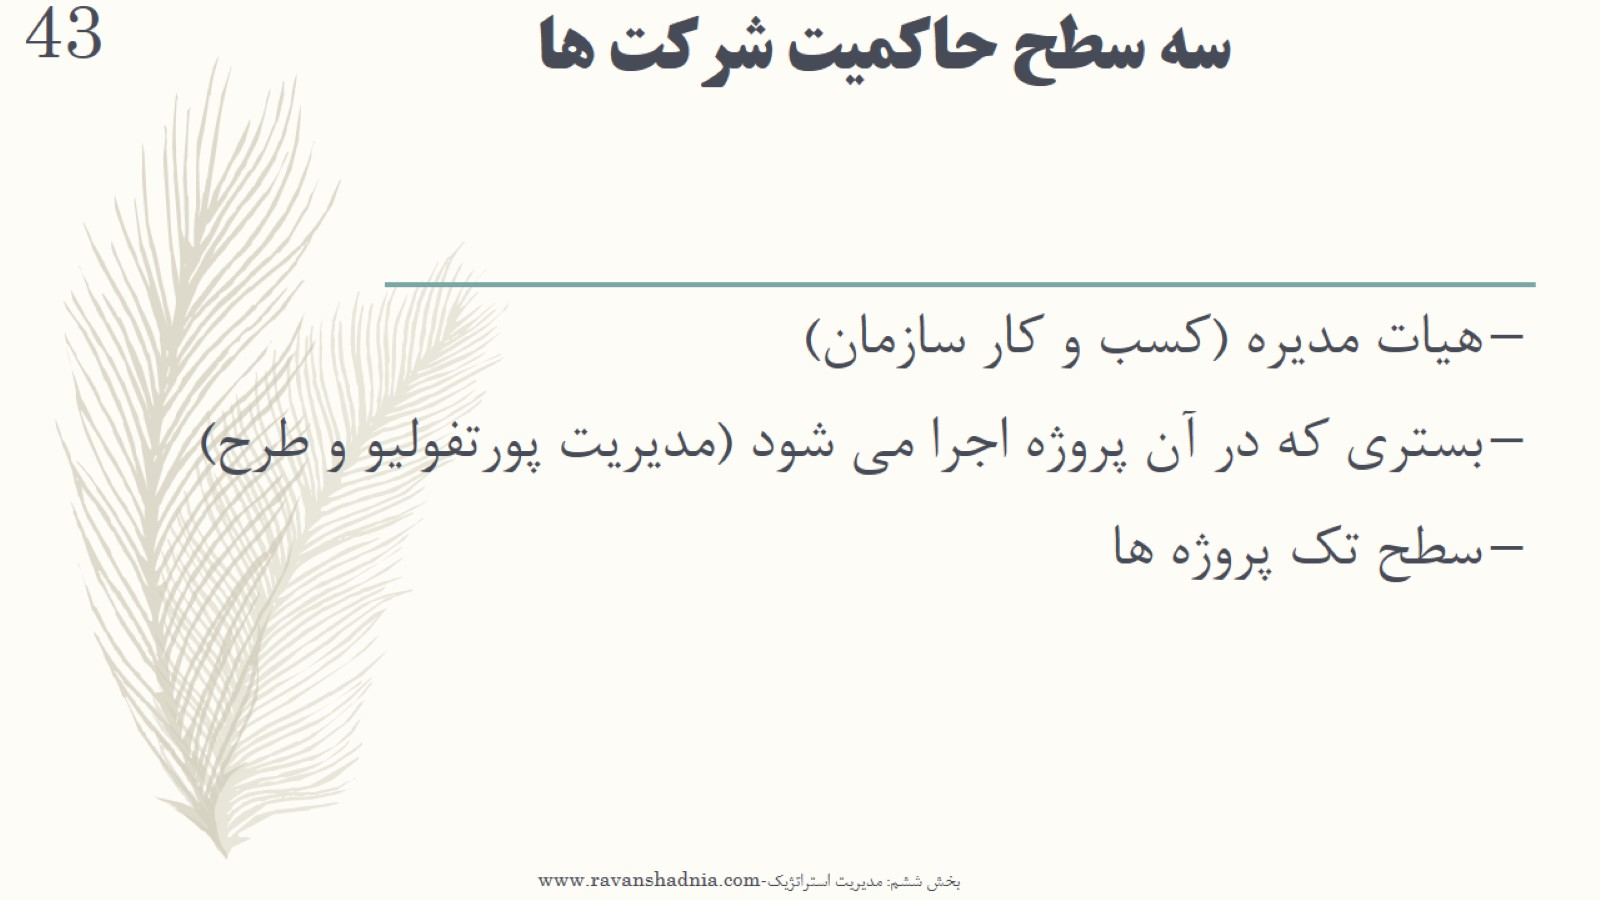 43
سه سطح حاکمیت شرکت ها
–هیات مدیره (کسب و کار سازمان)
–بستری که در آن پروژه اجرا می شود (مدیریت پورتفولیو و طرح)
–سطح تک پروژه ها
بخش ششم: مدیریت استراتژیک-www.ravanshadnia.com